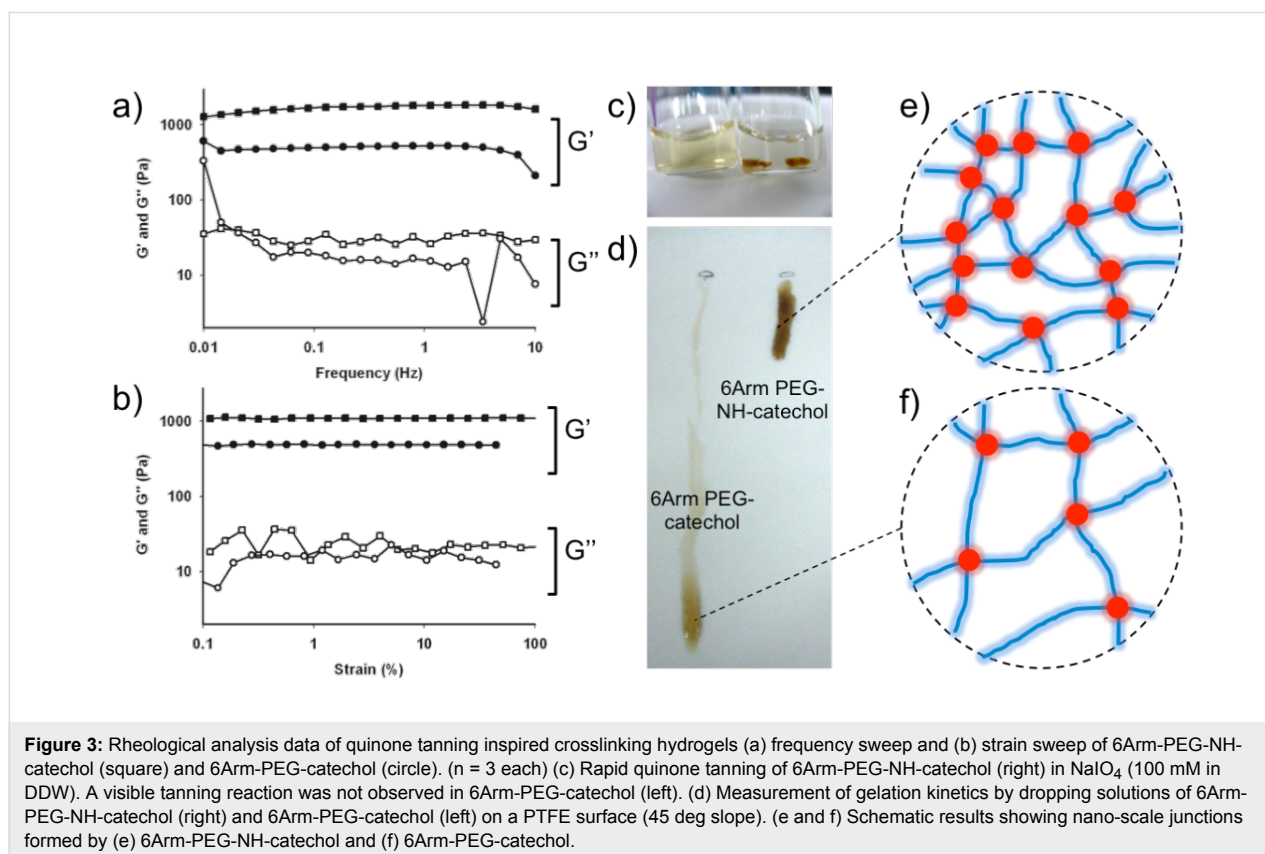 a)
G' and G'' (Pa)
1000
100
10
0.01
0.1
1
10
Frequency (Hz)
G'
G''
b)
G' and G'' (Pa)
1000
100
10
0.1
1
10
100
Strain (%)
G'
G''
c)
d)
6Arm PEG-
NH-catechol
6Arm PEG-
catechol
e)
f)
Figure 3: Rheological analysis data of quinone tanning inspired crosslinking hydrogels (a) frequency sweep and (b) strain sweep of 6Arm-PEG-NH-
catechol (square) and 6Arm-PEG-catechol (circle). (n = 3 each) (c) Rapid quinone tanning of 6Arm-PEG-NH-catechol (right) in NaIO4 (100 mM in
DDW). A visible tanning reaction was not observed in 6Arm-PEG-catechol (left). (d) Measurement of gelation kinetics by dropping solutions of 6Arm-
PEG-NH-catechol (right) and 6Arm-PEG-catechol (left) on a PTFE surface (45 deg slope). (e and f) Schematic results showing nano-scale junctions
formed by (e) 6Arm-PEG-NH-catechol and (f) 6Arm-PEG-catechol.